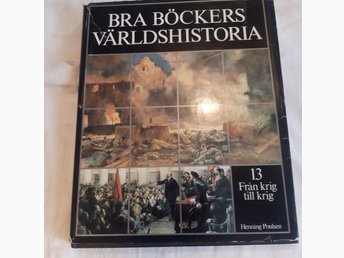 BRA BÖCKERS
VÄRLDSHISTORIA
13
Från krig
till krig
Henning Poulsen